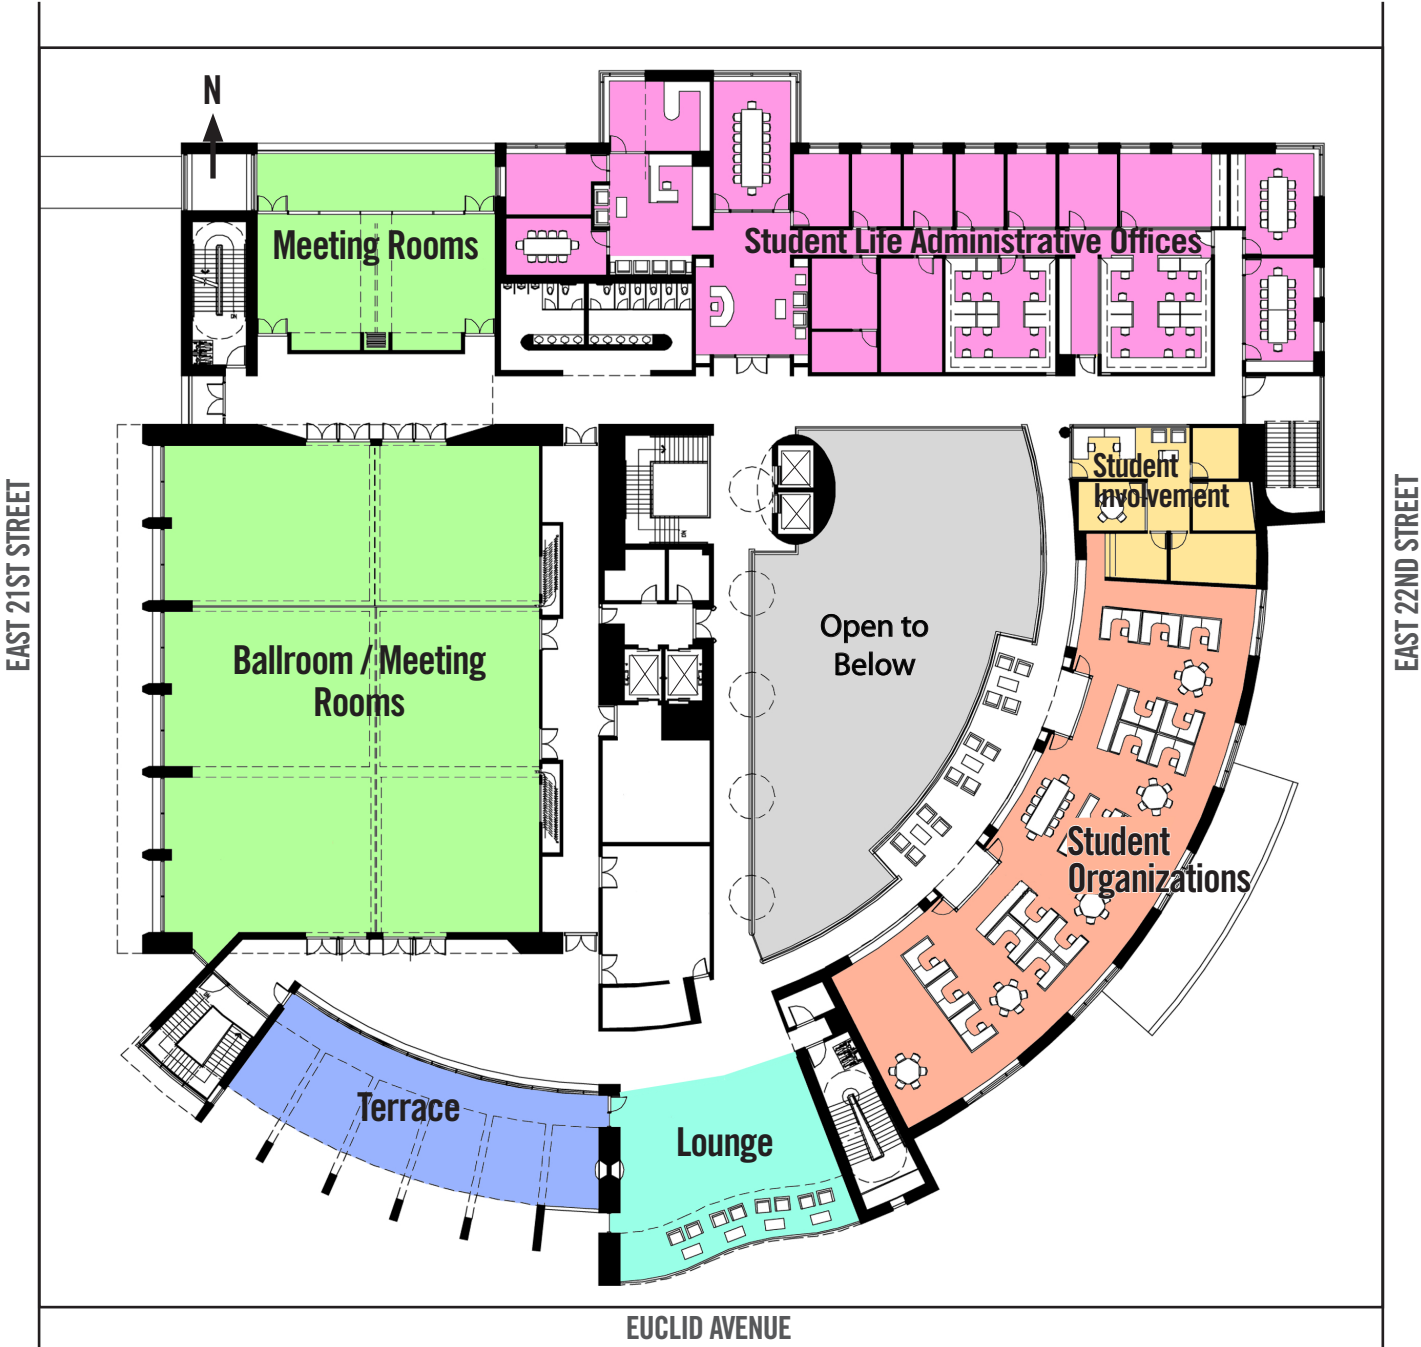 N
Meeting Rooms
Student Life Administrative Offices
Student
Involvement
EAST 21ST STREET
EAST 22ND STREET
Open to
Below
Ballroom / Meeting
Rooms
Student
Organizations
Terrace
Lounge
EUCLID AVENUE